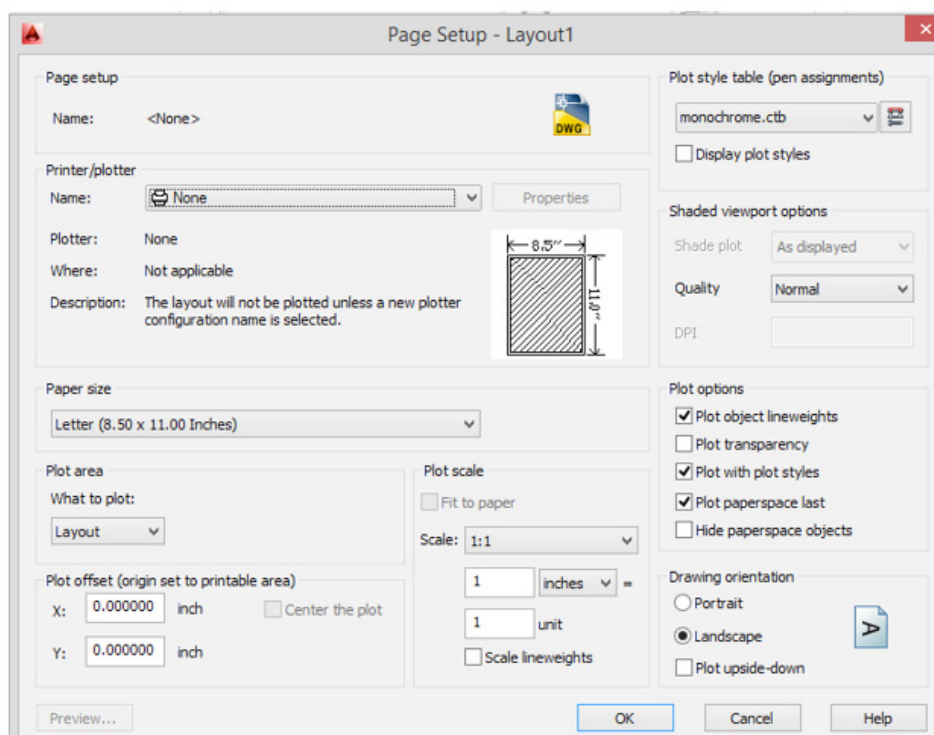 Page Setup - Layout1
Page setup
Name: <None>
DWG
Printer/plotter
Name: None
Properties
Plotter: None
Where: Not applicable
Description: The layout will not be plotted unless a new plotter
configuration name is selected.
8.5"
11.0"
Paper size
Letter (8.50 x 11.00 Inches)
Plot area
What to plot:
Layout
Plot offset (origin set to printable area)
X: 0.000000 inch
Center the plot
Y: 0.000000 inch
Plot scale
Fit to paper
Scale: 1:1
1 inches =
1 unit
Scale lineweights
Plot style table (pen assignments)
monochrome.ctb
Display plot styles
Shaded viewport options
Shade plot As displayed
Quality Normal
DPI
Plot options
Plot object lineweights
Plot transparency
Plot with plot styles
Plot paperspace last
Hide paperspace objects
Drawing orientation
Portrait
Landscape
A
Plot upside-down
Preview...
OK
Cancel
Help